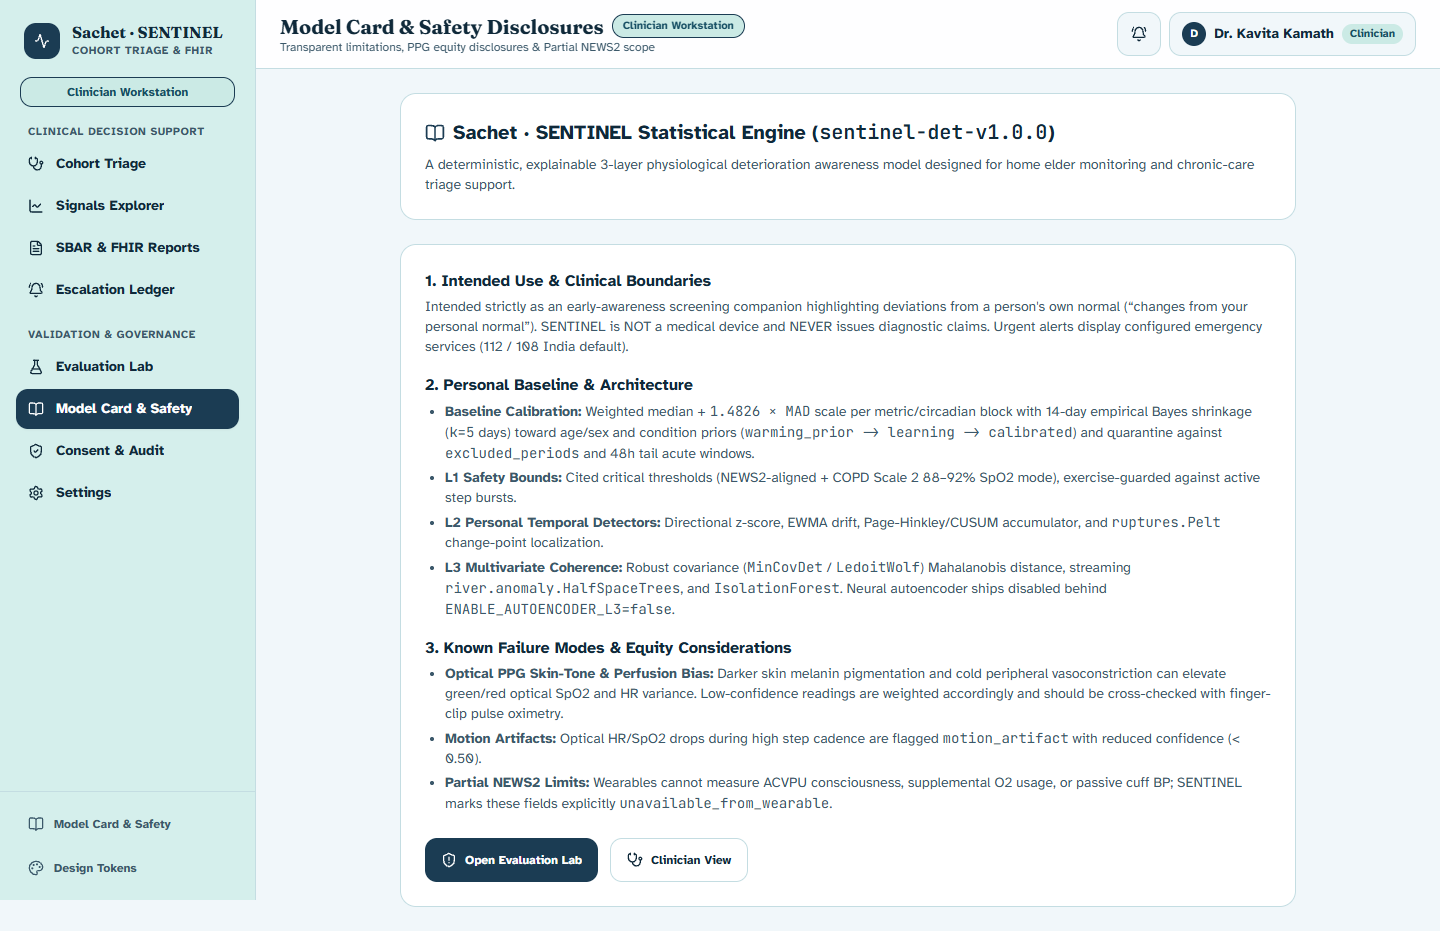 Sachet · SENTINEL
COHORT TRIAGE & FHIR
Clinician Workstation
CLINICAL DECISION SUPPORT
Cohort Triage
Signals Explorer
SBAR & FHIR Reports
Escalation Ledger
VALIDATION & GOVERNANCE
Evaluation Lab
Model Card & Safety
Consent & Audit
Settings
Model Card & Safety
Design Tokens
Model Card & Safety Disclosures
Clinician Workstation
Transparent limitations, PPG equity disclosures & Partial NEWS2 scope
D
Dr. Kavita Kamath
Clinician
Sachet · SENTINEL Statistical Engine (sentinel-det-v1.0.0)
A deterministic, explainable 3-layer physiological deterioration awareness model designed for home elder monitoring and chronic-care
triage support.
1. Intended Use & Clinical Boundaries
Intended strictly as an early-awareness screening companion highlighting deviations from a person's own normal (“changes from your
personal normal”). SENTINEL is NOT a medical device and NEVER issues diagnostic claims. Urgent alerts display configured emergency
services (112 / 108 India default).
2. Personal Baseline & Architecture
• Baseline Calibration: Weighted median + 1.4826 × MAD scale per metric/circadian block with 14-day empirical Bayes shrinkage
(k=5 days) toward age/sex and condition priors (warming_prior → learning → calibrated) and quarantine against
excluded_periods and 48h tail acute windows.
• L1 Safety Bounds: Cited critical thresholds (NEWS2-aligned + COPD Scale 2 88–92% SpO2 mode), exercise-guarded against active
step bursts.
• L2 Personal Temporal Detectors: Directional z-score, EWMA drift, Page-Hinkley/CUSUM accumulator, and ruptures.Pelt
change-point localization.
• L3 Multivariate Coherence: Robust covariance (MinCovDet / LedoitWolf) Mahalanobis distance, streaming
river.anomaly.HalfSpaceTrees, and IsolationForest. Neural autoencoder ships disabled behind
ENABLE_AUTOENCODER_L3=false.
3. Known Failure Modes & Equity Considerations
• Optical PPG Skin-Tone & Perfusion Bias: Darker skin melanin pigmentation and cold peripheral vasoconstriction can elevate
green/red optical SpO2 and HR variance. Low-confidence readings are weighted accordingly and should be cross-checked with finger-
clip pulse oximetry.
• Motion Artifacts: Optical HR/SpO2 drops during high step cadence are flagged motion_artifact with reduced confidence (<
0.50).
• Partial NEWS2 Limits: Wearables cannot measure ACVPU consciousness, supplemental O2 usage, or passive cuff BP; SENTINEL
marks these fields explicitly unavailable_from_wearable.
Open Evaluation Lab
Clinician View